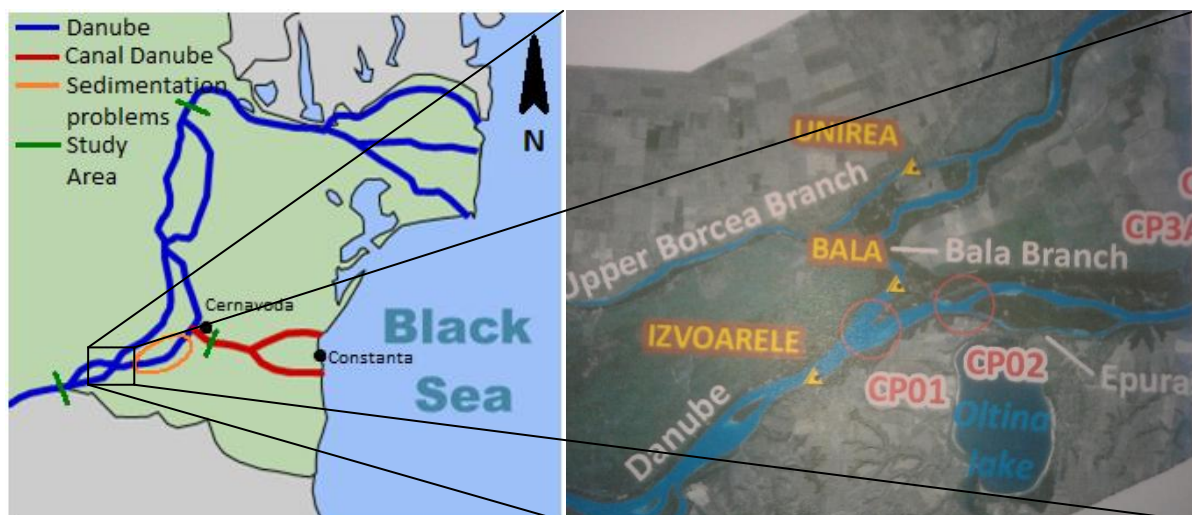 Danube
Canal Danube
Sedimentation
problems
Study
Area
N
Cernavoda
Constanta
Black
Sea
UNIREA
Upper Borcea Branch
BALA
Bala Branch
CP3A
IZVOARELE
CP01
CP02
Epura
Oltina
lake
Danube